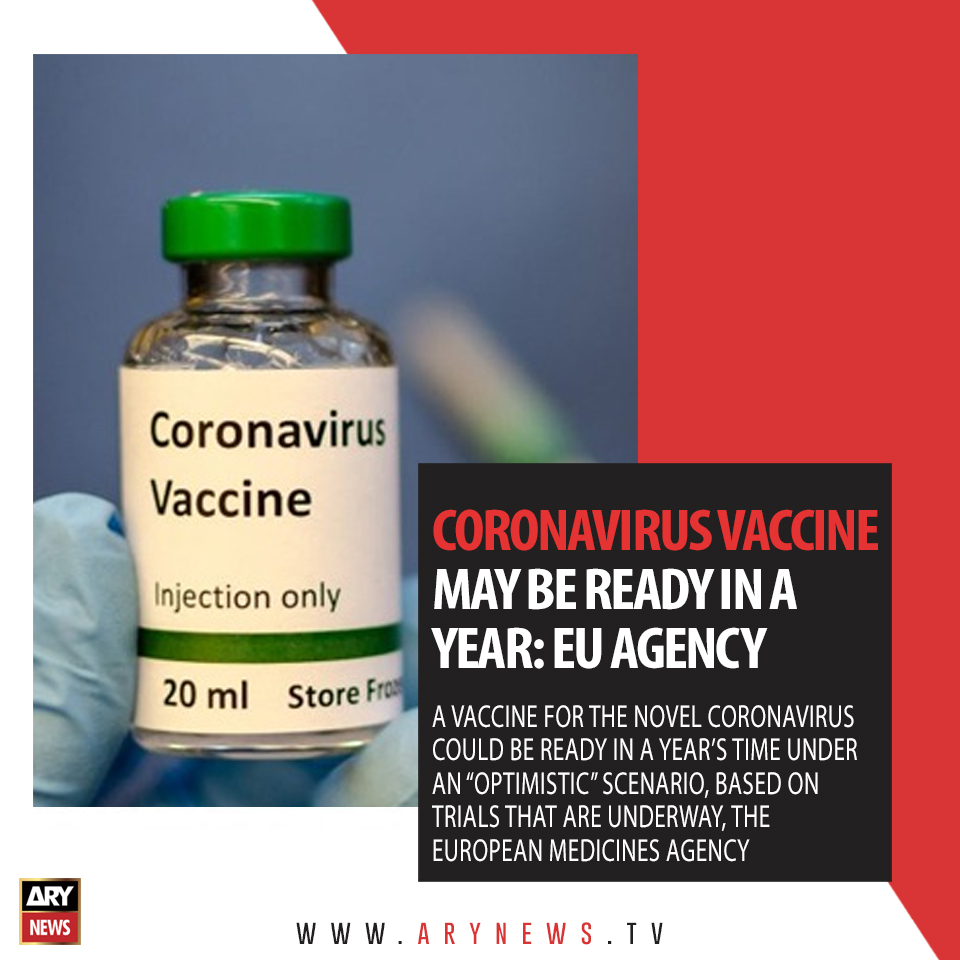 Coronavirus
Vaccine
Injection only
20 ml Store
CORONAVIRUS VACCINE
MAY BE READY IN A
YEAR: EU AGENCY
A VACCINE FOR THE NOVEL CORONAVIRUS
COULD BE READY IN A YEAR’S TIME UNDER
AN “OPTIMISTIC” SCENARIO, BASED ON
TRIALS THAT ARE UNDERWAY, THE
EUROPEAN MEDICINES AGENCY
ARY
NEWS
WWW.ARYNEWS.TV